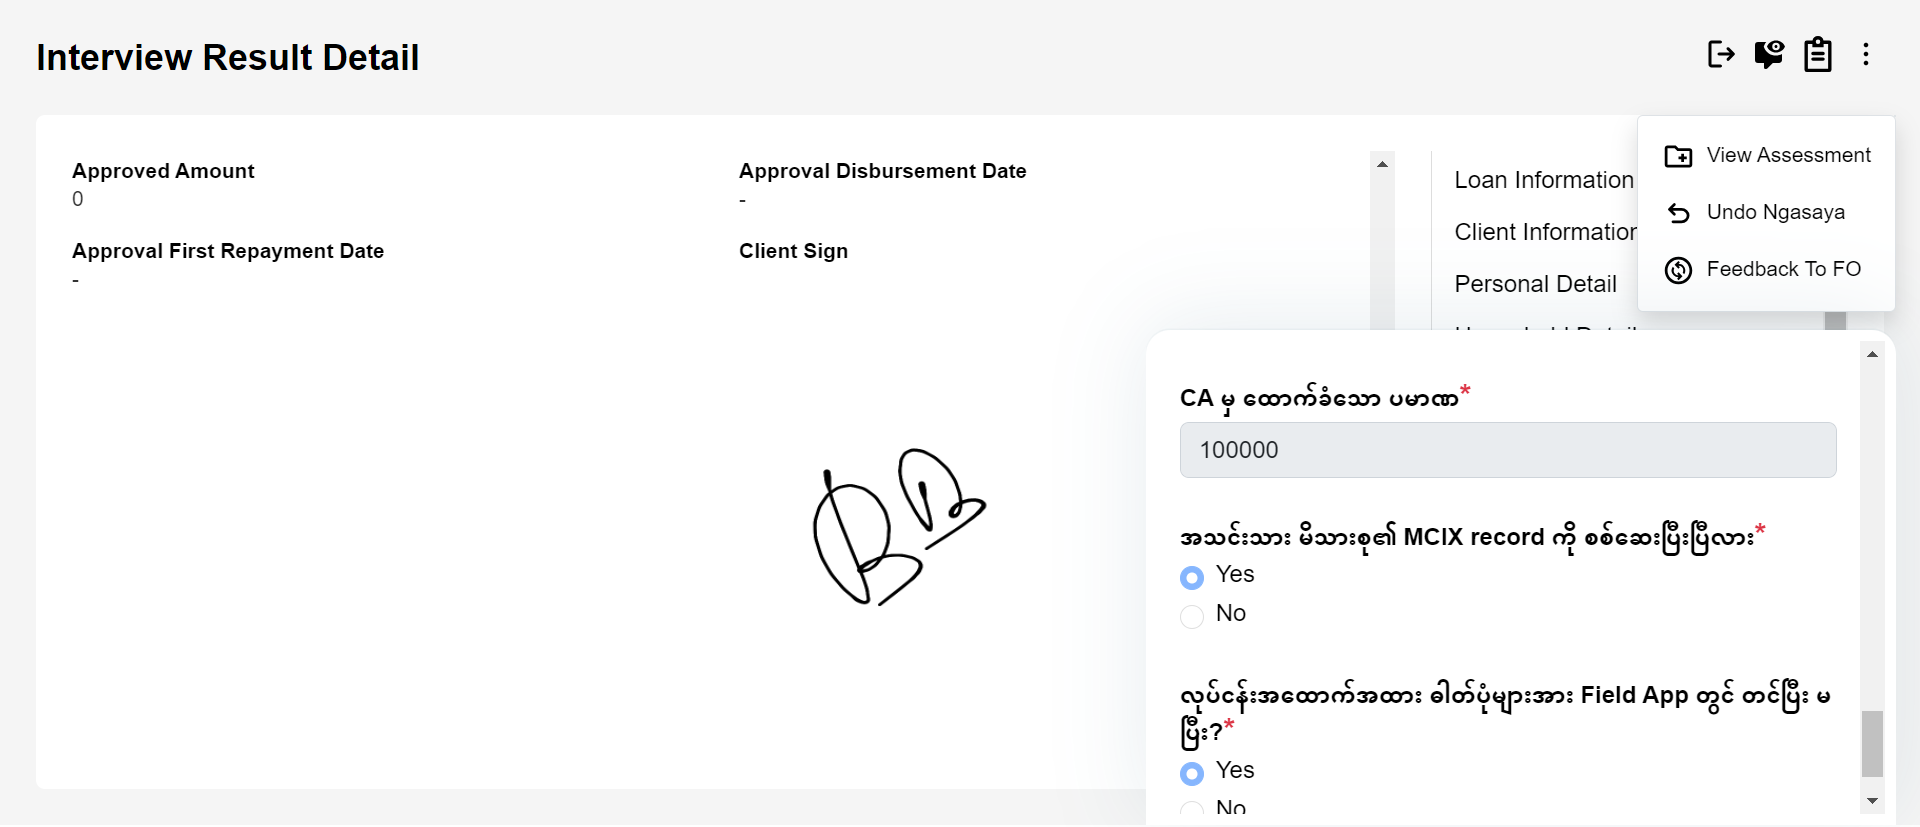 Interview Result Detail
Approved Amount
0
Approval Disbursement Date
-
Approval First Repayment Date
-
Client Sign
Loan Information
Client Information
Personal Detail
View Assessment
Undo Ngasaya
Feedback To FO
CA မှ ထောက်ခံသော ပမာဏ*
100000
အသင်းသား မိသားစု၏ MCIX record ကို စစ်ဆေးပြီးပြီလား*
Yes
No
လုပ်ငန်းအထောက်အထား ဓါတ်ပုံများအား Field App တွင် တင်ပြီး မ
ပြီး?*
Yes
No